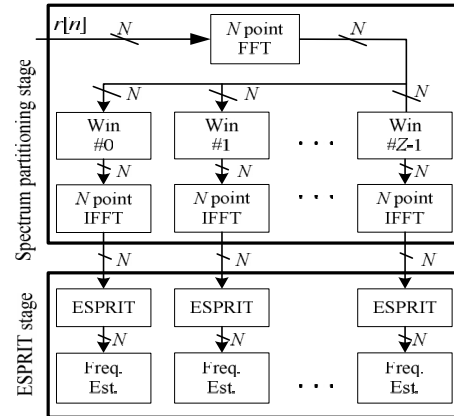 r[n]
N
N point
FFT
N
N
N
N
Win
#0
Win
#1
. . .
Win
#Z-1
N
N
N
N point
IFFT
N point
IFFT
. . .
N point
IFFT
Spectrum partitioning stage
N
N
N
ESPRIT
ESPRIT
ESPRIT
N
N
N
Freq.
Est.
Freq.
Est.
. . .
Freq.
Est.
ESPRIT stage